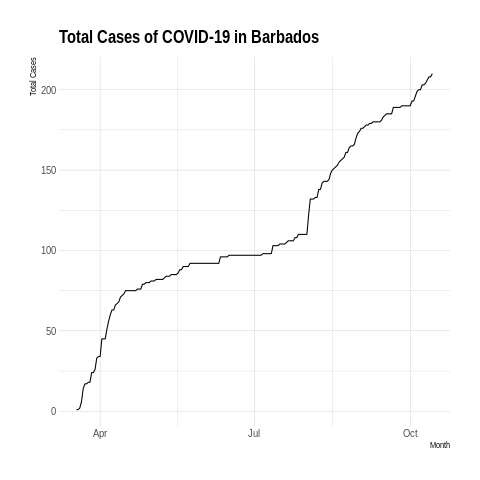 Total Cases of COVID-19 in Barbados
Total Cases
200
150
100
50
0
Apr
Jul
Oct
Month